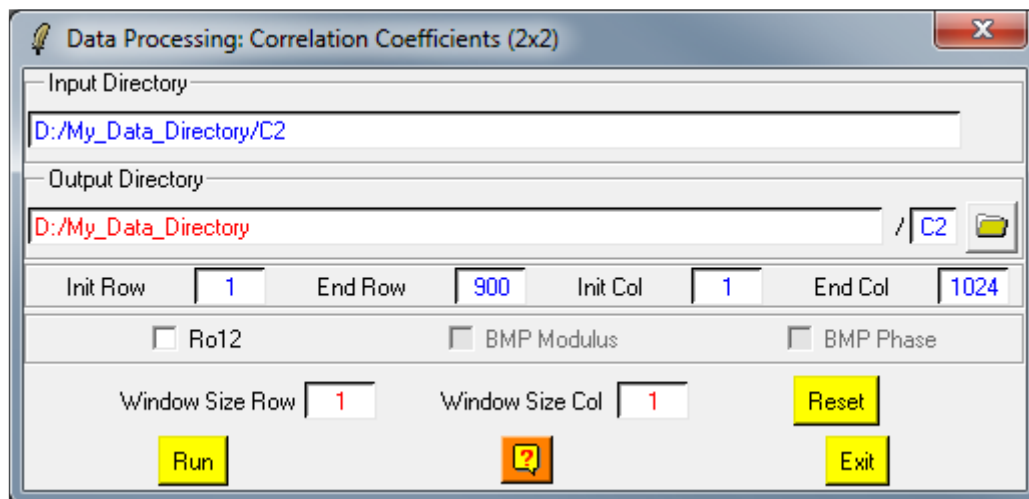 Data Processing: Correlation Coefficients (2x2)
x
Input Directory
D:/My_Data_Directory/C2
Output Directory
D:/My_Data_Directory / C2
Init Row 1 End Row 900 Init Col 1 End Col 1024
Ro12 BMP Modulus BMP Phase
Window Size Row 1 Window Size Col 1 Reset
Run ? Exit